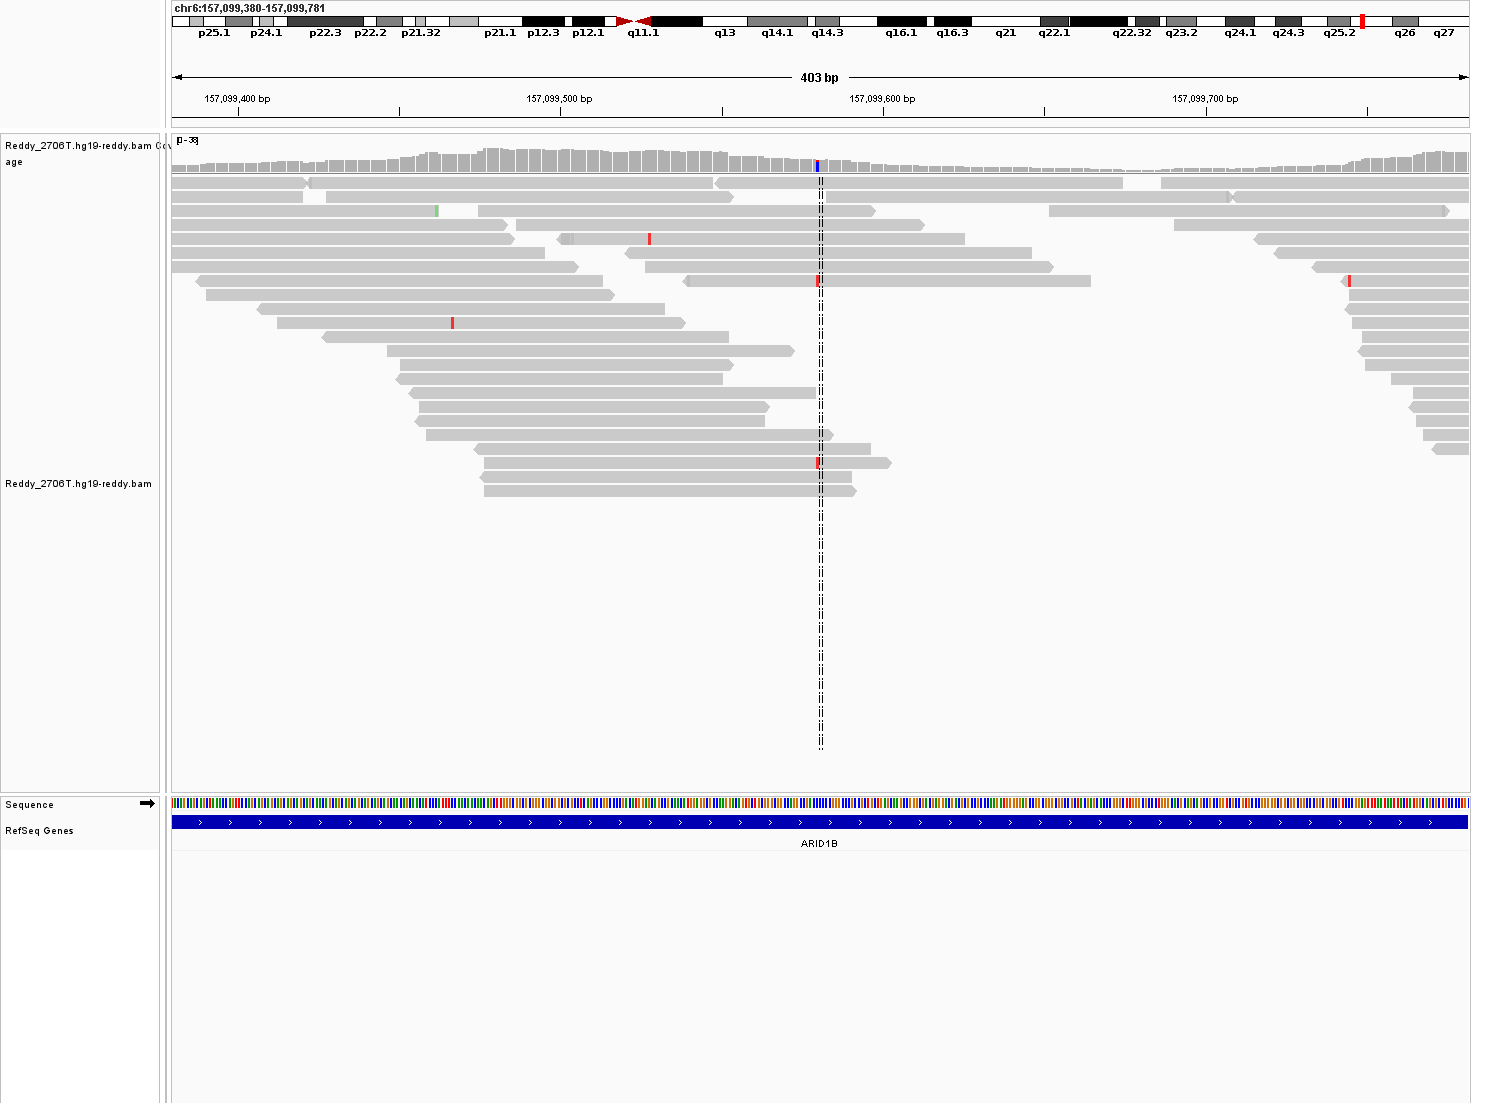 chr6:157,099,380-157,099,781
p25.1 p24.1 p22.3 p22.2 p21.32 p21.1 p12.3 p12.1 q11.1 q13 q14.1 q14.3 q16.1 q16.3 q21 q22.1 q22.32 q23.2 q24.1 q24.3 q25.2 q26 q27
403 bp
157,099,400 bp 157,099,500 bp 157,099,600 bp 157,099,700 bp
[0-38]
Reddy_2706T.hg19-reddy.bam Cov
age
Reddy_2706T.hg19-reddy.bam
Sequence
RefSeq Genes
ARID1B